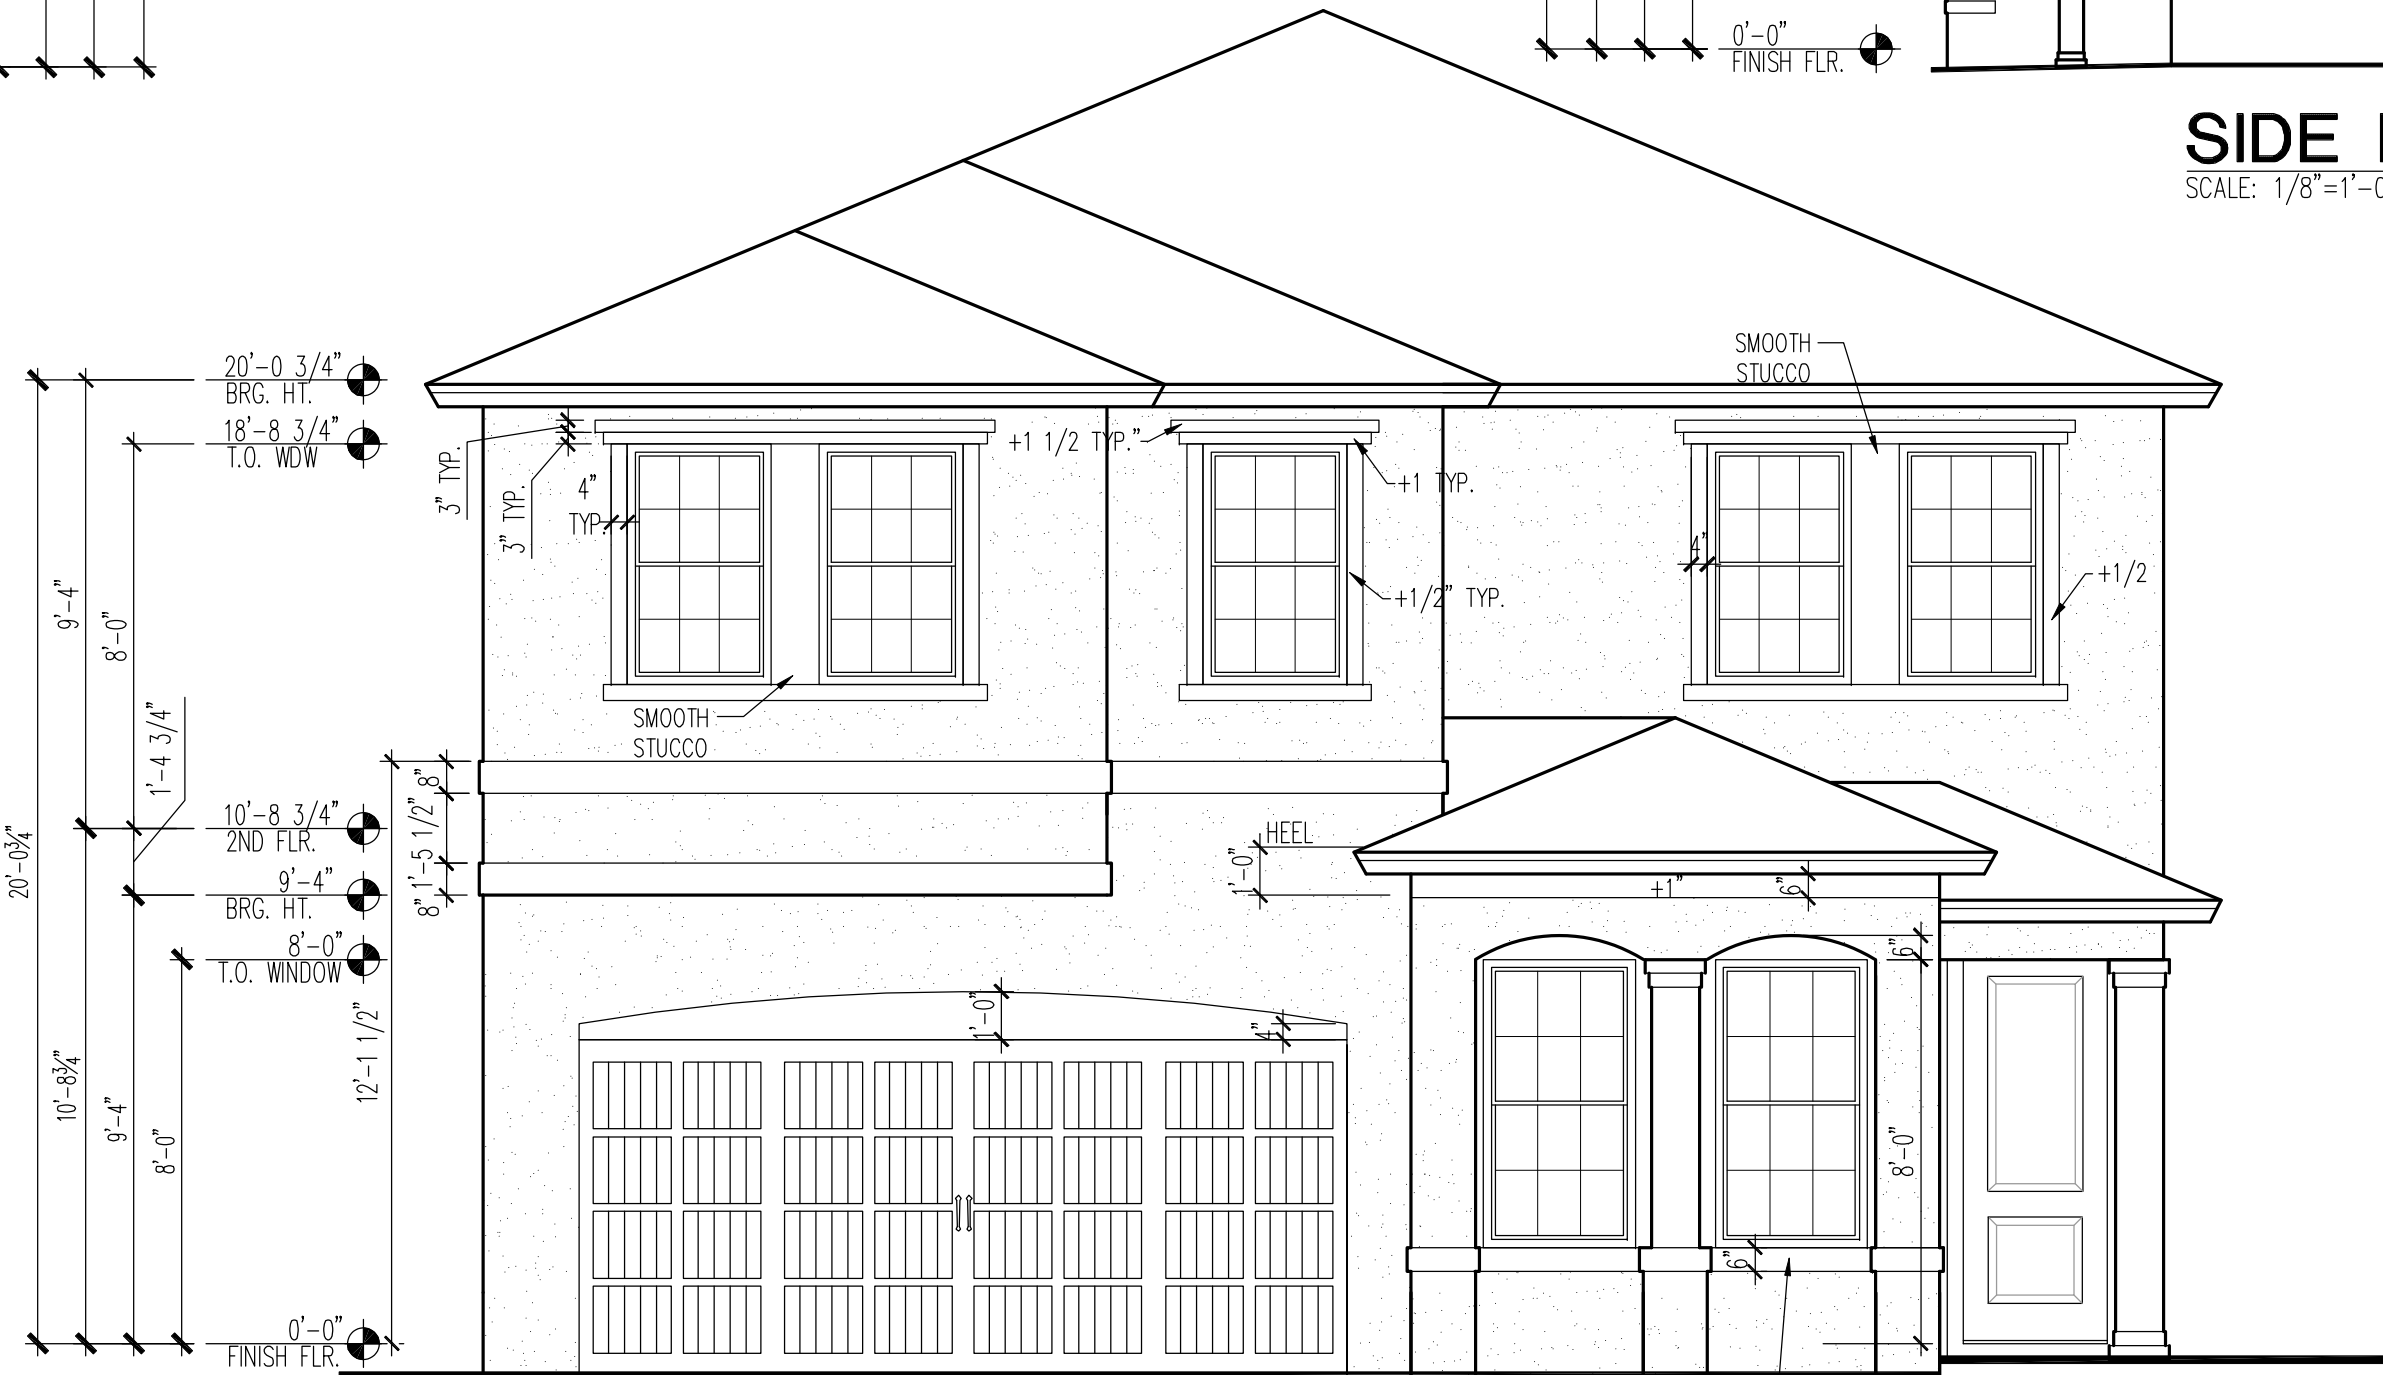 0'-0"
FINISH FLR.
SIDE
SCALE: 1/8"=1'-0
SMOOTH
STUCCO
20'-0 3/4"
BRG. HT.
18'-8 3/4"
T.O. WDW
3" TYP.
3" TYP.
4"
TYP.
+1 1/2 TYP."
+1 TYP.
+1/2" TYP.
4"
+1/2
9'-4"
8'-0"
1'-4 3/4"
SMOOTH
STUCCO
8"
1'-5 1/2"
8"
10'-8 3/4"
2ND FLR.
20'-0 3/4"
9'-4"
BRG. HT.
HEEL
1'-0"
+1"
6"
8'-0"
T.O. WINDOW
6"
12'-1 1/2"
1'-0"
4"
10'-8 3/4"
9'-4"
8'-0"
8'-0"
6"
0'-0"
FINISH FLR.